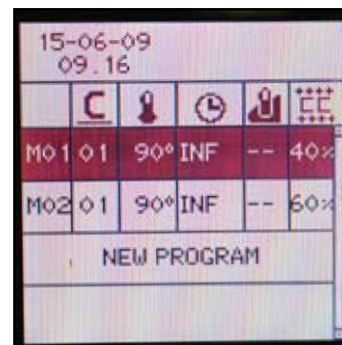 15-06-09
09.16
C
M01 01 90° INF -- 40%
M02 01 90° INF -- 60%
NEW PROGRAM